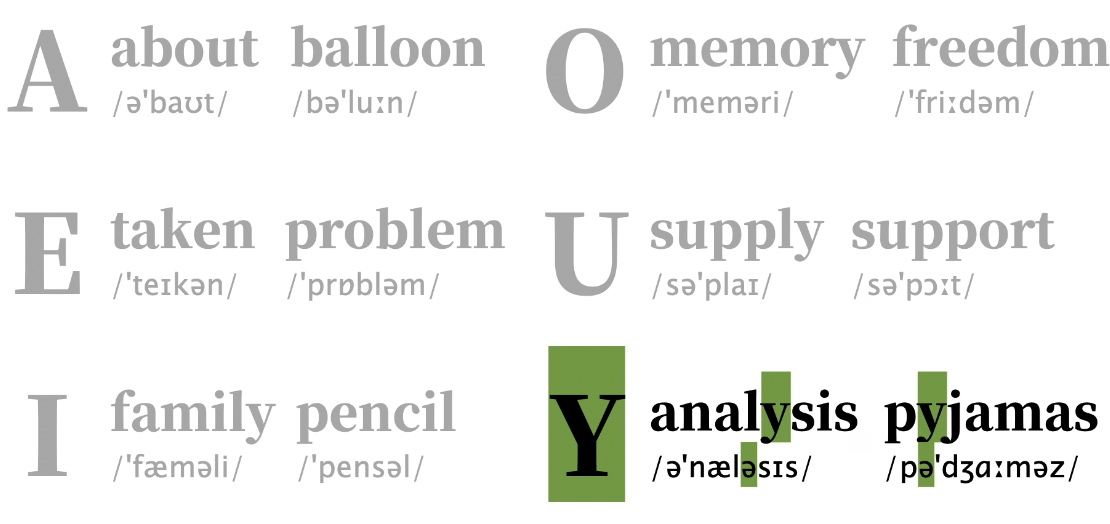 A about balloon
/ə'baʊt/ /bə'luːn/
O memory freedom
/'meməri/ /'friːdəm/
E taken problem
/'teɪkən/ /'prɒbləm/
U supply support
/sə'plaɪ/ /sə'pɔːt/
I family pencil
/'fæməli/ /'pensəl/
Y analysis pyjamas
/ə'næləsɪs/ /pə'dʒɑːməz/